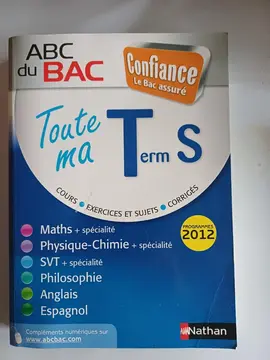 ABC
du BAC
Confiance
Le Bac assuré
Toute
ma
Term S
COURS • EXERCICES ET SUJETS • CORRIGÉS
PROGRAMMES
2012
Maths + spécialité
Physique-Chimie + spécialité
SVT + spécialité
Philosophie
Anglais
Espagnol
Compléments numériques sur
www.abcbac.com
Nathan